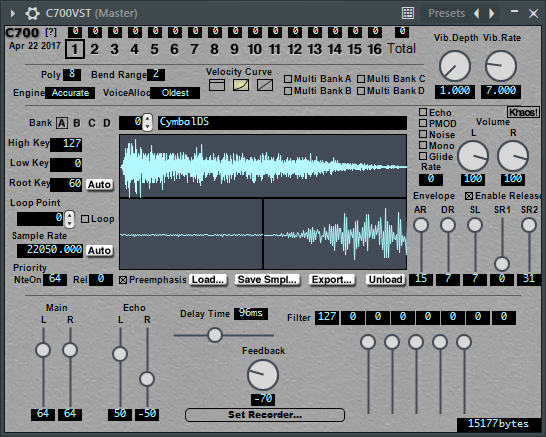 C700VST (Master) Presets
C700 [?] 0 0 0 0 0 0 0 0 0 0 0 0 0 0 0 0 0 Vib.Depth Vib.Rate
Apr 22 2017 1 2 3 4 5 6 7 8 9 10 11 12 13 14 15 16 Total
Poly 8 Bend Range 2 Velocity Curve Multi Bank A Multi Bank C
Engine Accurate VoiceAlloc Oldest Multi Bank B Multi Bank D 1.000 7.000
Bank A B C D 0 CymbalDS
Echo Khaos!
PMOD Volume
Noise L R
Mono
Glide
Rate
0 100 100
High Key 127
Low Key 0
Root Key 60 Auto
Loop Point
0 Loop
Sample Rate
22050.000 Auto
Priority
NteOn 64 Rel 0 Preemphasis Load... Save Smpl... Export... Unload
Envelope Enable Release
AR DR SL SR1 SR2
15 7 7 0 31
Main Echo Delay Time 96ms Filter 127 0 0 0 0 0 0 0
L R L R
Feedback
-70
64 64 50 -50 Set Recorder...
15177bytes